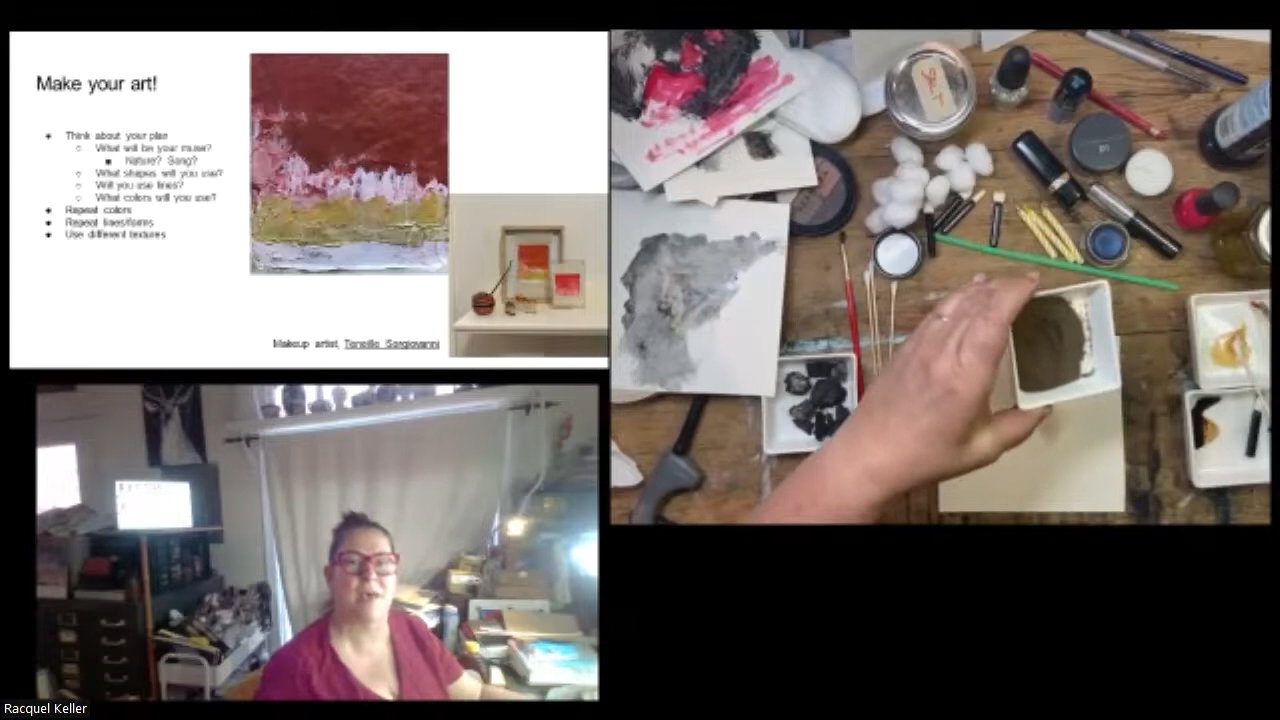 Make your art!
Think about your plan
What will be your muse?
Nature? Song?
What shapes will you use?
Will you use lines?
What colors will you use?
Repeat colors
Repeat lines/forms
Use different textures
Makeup artist,
SALT
Racquel Keller